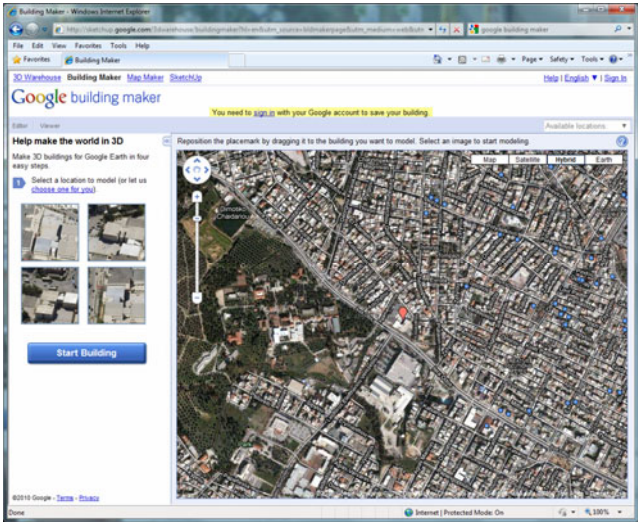 Building Maker - Windows Internet Explorer
google building maker
File Edit View Favorites Tools Help
Favorites Building Maker
Page Safety Tools
3D Warehouse Building Maker Map Maker SketchUp
Help | English ▼ | Sign In
Google building maker
You need to sign in with your Google account to save your building.
Editor Viewer
Available locations
Help make the world in 3D
Make 3D buildings for Google Earth in four
easy steps.
1 Select a location to model (or let us
choose one for you).
Start Building
Reposition the placemark by dragging it to the building you want to model. Select an image to start modeling.
Map Satellite Hybrid Earth
©2010 Google - Terms - Privacy
Done
Internet | Protected Mode: On
100%